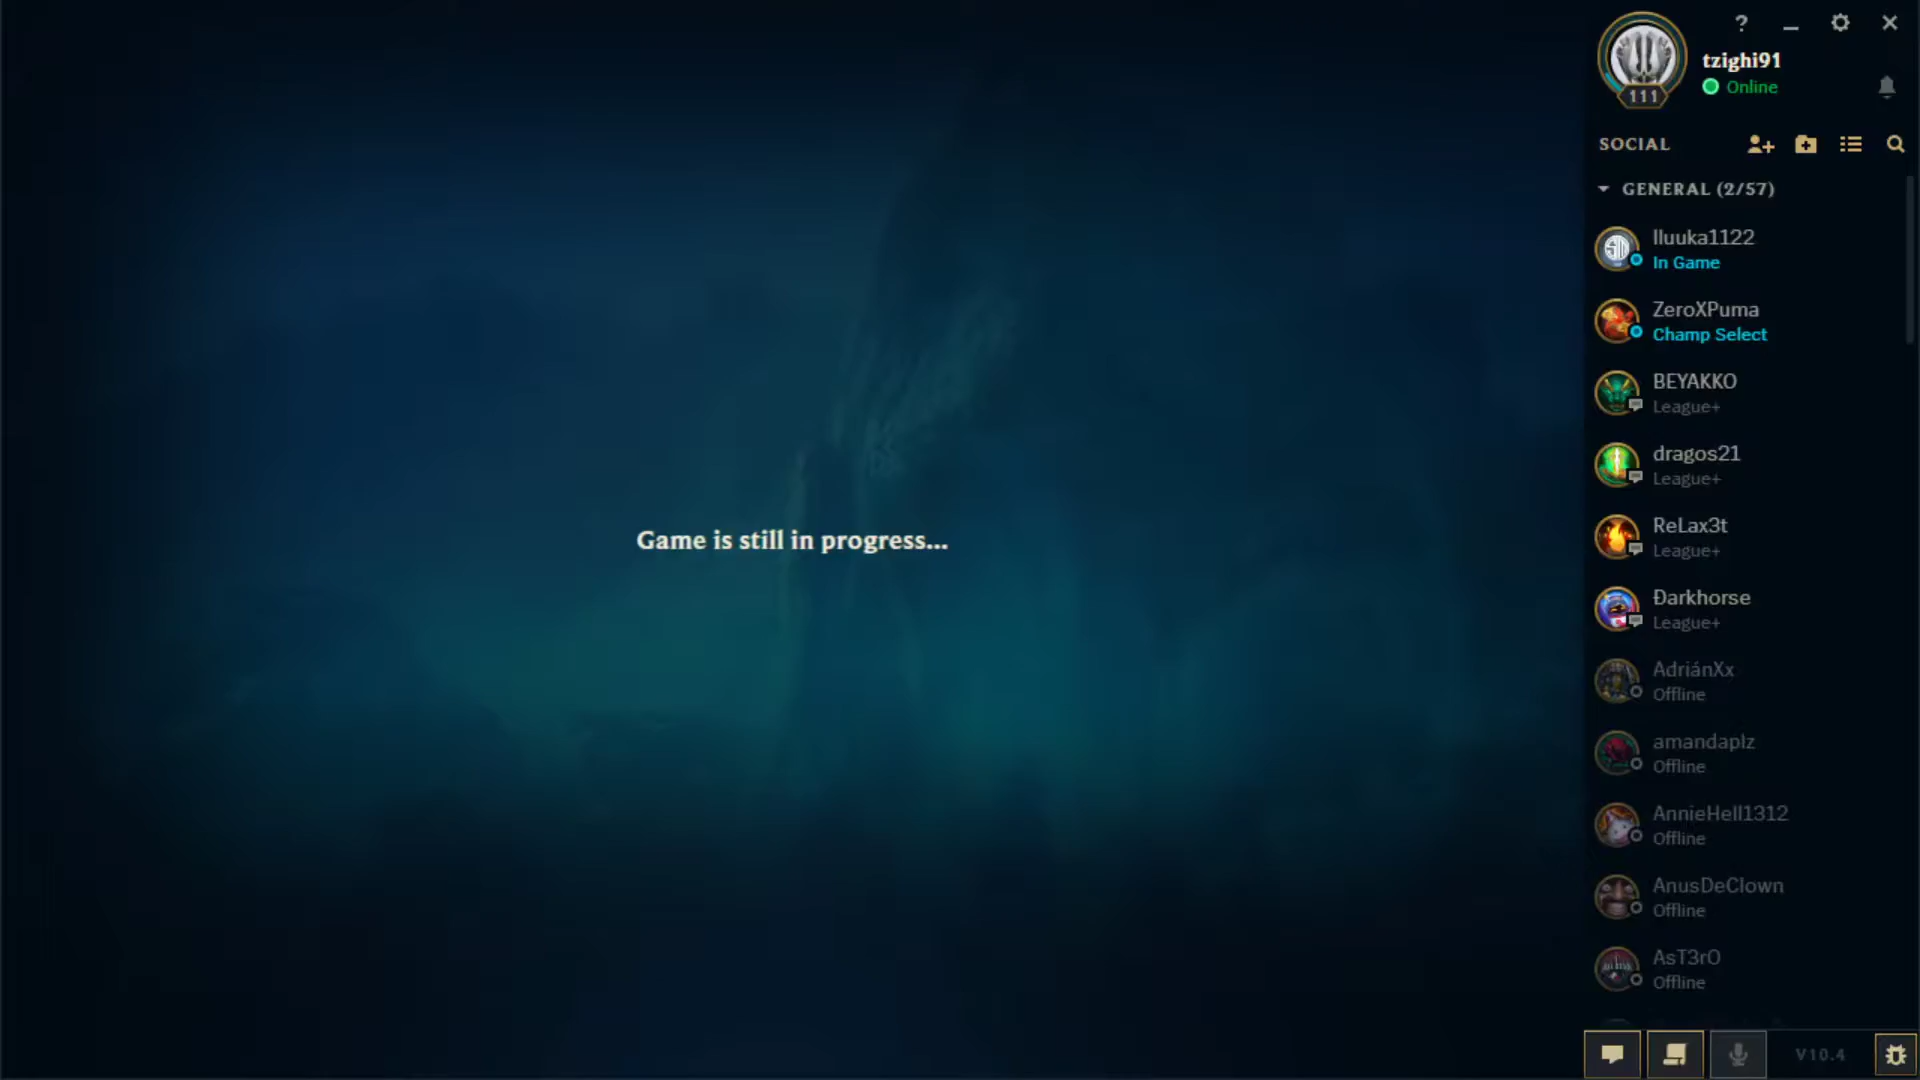 ?
tzighi91
Online
111
SOCIAL
GENERAL (2/57)
lluuka1122
In Game
ZeroXPuma
Champ Select
BEYAKKO
League+
dragos21
League+
ReLax3t
League+
Đarkhorse
League+
AdriánXx
Offline
amandaplz
Offline
AnnieHell1312
Offline
AnusDeClown
Offline
AsT3rO
Offline
Game is still in progress...
V10.4